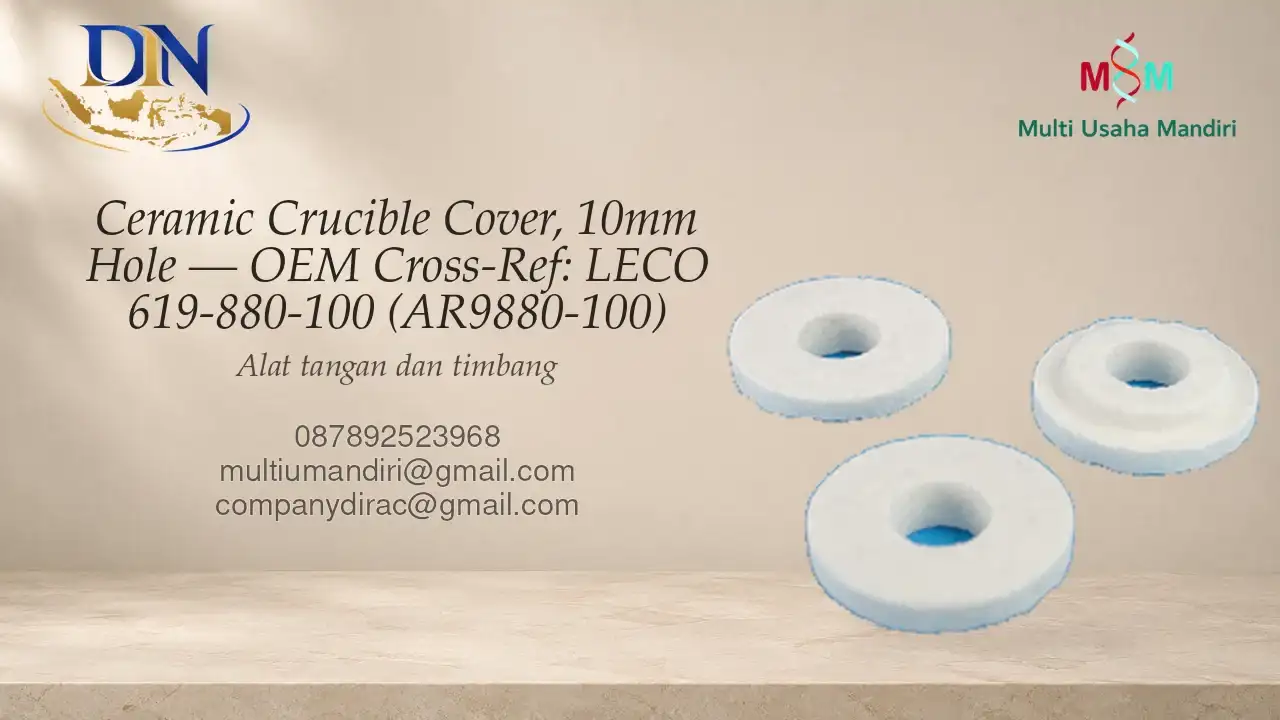 DIN
MSM
Multi Usaha Mandiri
Ceramic Crucible Cover, 10mm
Hole — OEM Cross-Ref: LECO
619-880-100 (AR9880-100)
Alat tangan dan timbang
087892523968
multiumandiri@gmail.com
companydirac@gmail.com